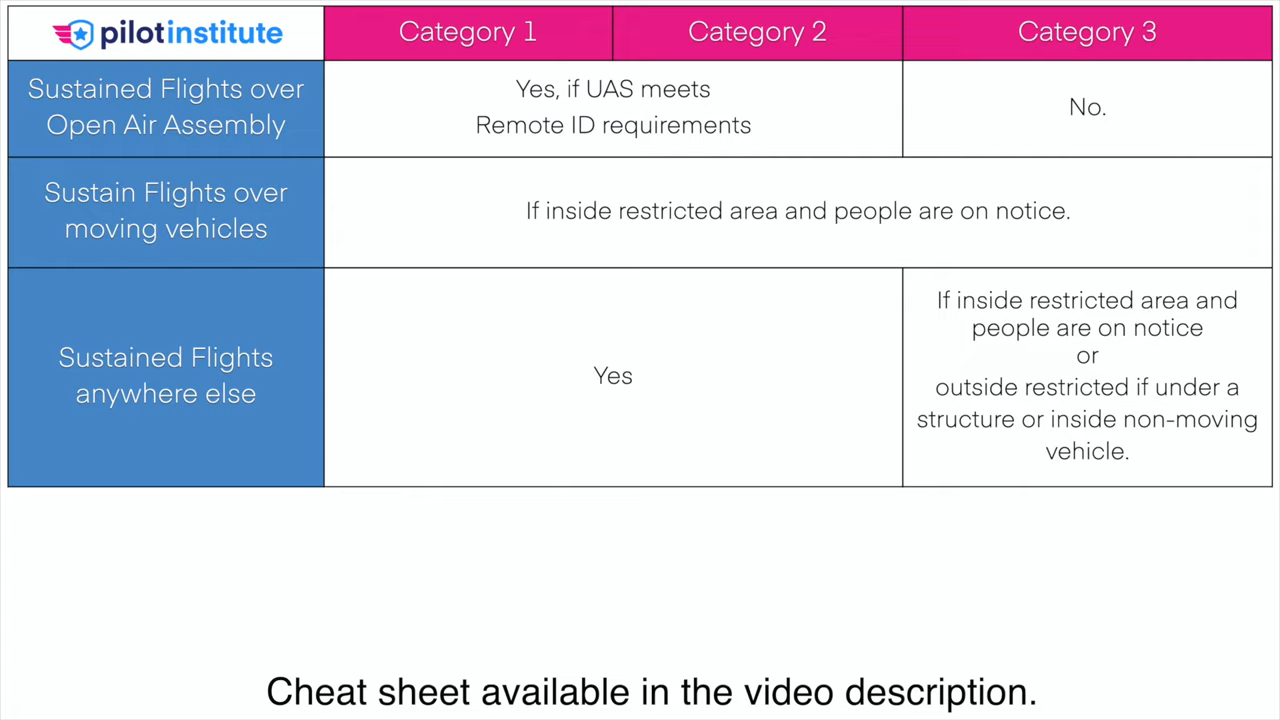 pilotinstitute
Category 1
Category 2
Category 3
Sustained Flights over
Open Air Assembly
Yes, if UAS meets
Remote ID requirements
No.
Sustain Flights over
moving vehicles
If inside restricted area and people are on notice.
Sustained Flights
anywhere else
Yes
If inside restricted area and
people are on notice
or
outside restricted if under a
structure or inside non-moving
vehicle.
Cheat sheet available in the video description.